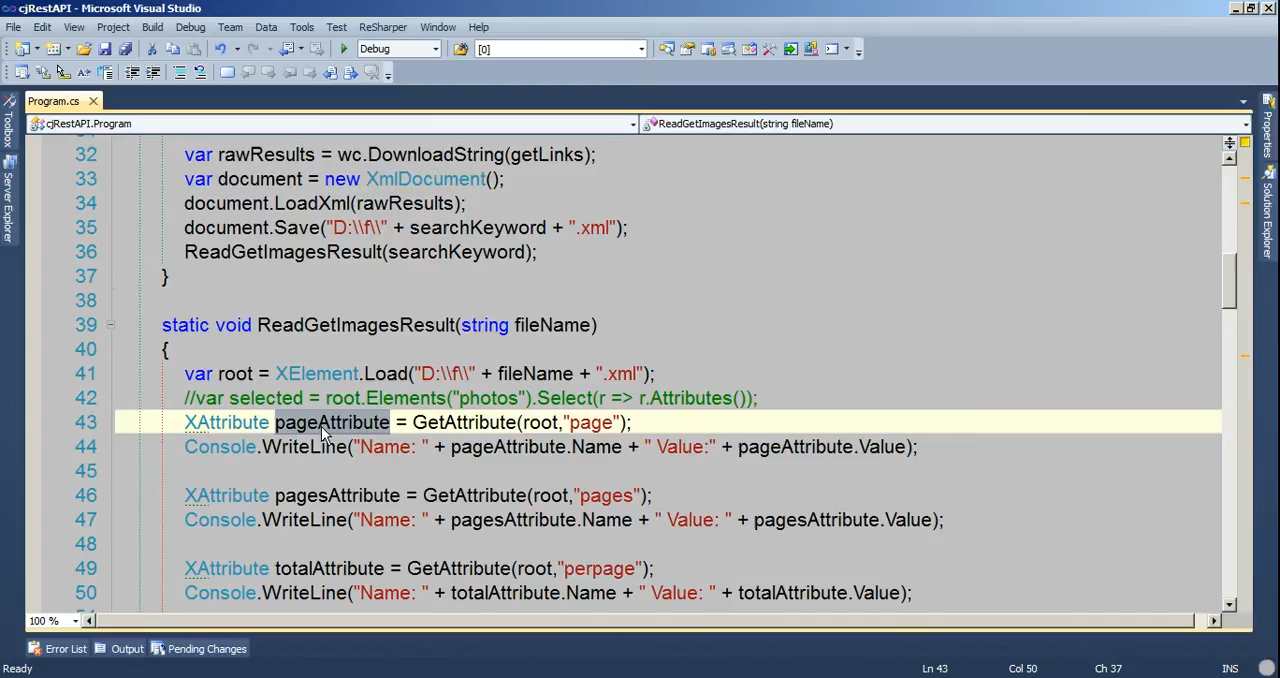 cjRestAPI - Microsoft Visual Studio
File Edit View Project Build Debug Team Data Tools Test ReSharper Window Help
Debug [0]
Program.cs
cjRestAPI.Program ReadGetImagesResult(string fileName)
Toolbox
Server Explorer
Properties
Solution Explorer
32 var rawResults = wc.DownloadString(getLinks);
33 var document = new XmlDocument();
34 document.LoadXml(rawResults);
35 document.Save("D:\\f\\" + searchKeyword + ".xml");
36 ReadGetImagesResult(searchKeyword);
37 }
38
39 static void ReadGetImagesResult(string fileName)
40 {
41 var root = XElement.Load("D:\\f\\" + fileName + ".xml");
42 //var selected = root.Elements("photos").Select(r => r.Attributes());
43 XAttribute pageAttribute = GetAttribute(root,"page");
44 Console.WriteLine("Name: " + pageAttribute.Name + " Value:" + pageAttribute.Value);
45
46 XAttribute pagesAttribute = GetAttribute(root,"pages");
47 Console.WriteLine("Name: " + pagesAttribute.Name + " Value: " + pagesAttribute.Value);
48
49 XAttribute totalAttribute = GetAttribute(root,"perpage");
50 Console.WriteLine("Name: " + totalAttribute.Name + " Value: " + totalAttribute.Value);
100 %
Error List Output Pending Changes
Ready Ln 43 Col 50 Ch 37 INS